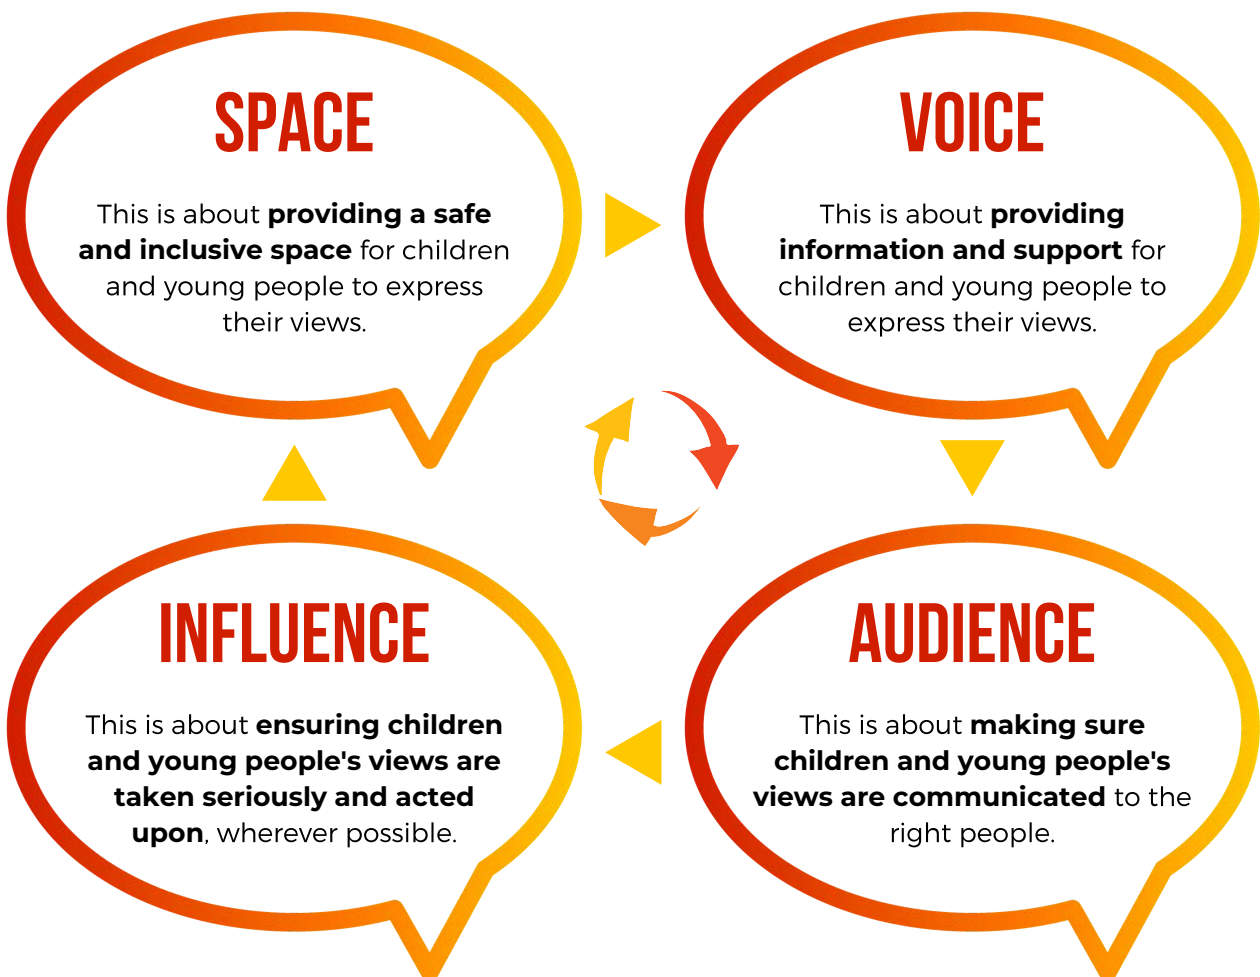 SPACE
This is about providing a safe
and inclusive space for children
and young people to express
their views.
VOICE
This is about providing
information and support for
children and young people to
express their views.
INFLUENCE
This is about ensuring children
and young people's views are
taken seriously and acted
upon, wherever possible.
AUDIENCE
This is about making sure
children and young people's
views are communicated to the
right people.